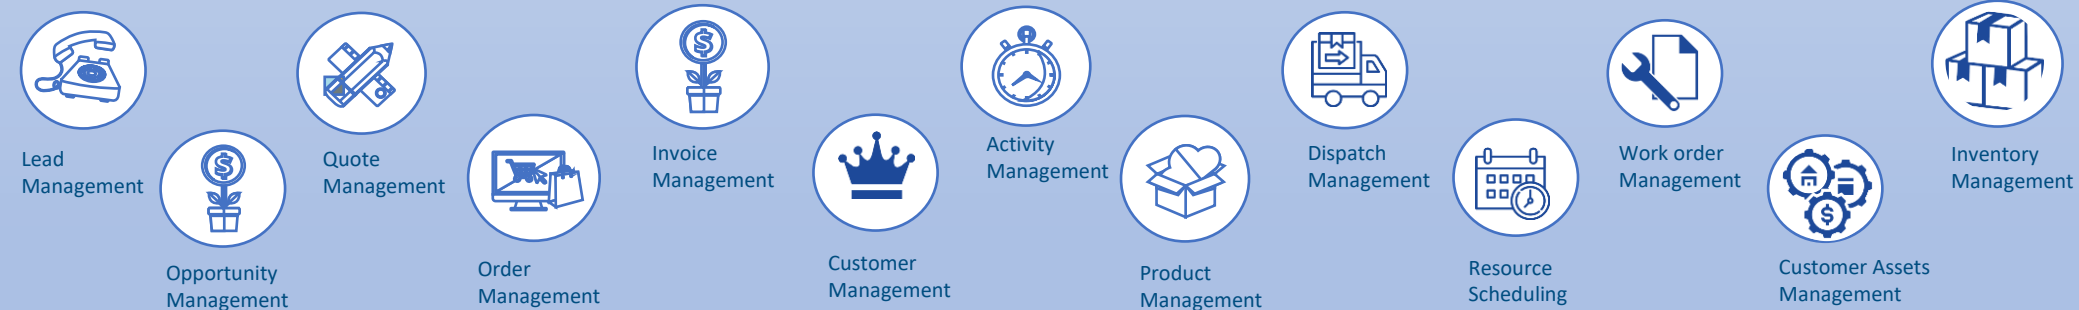 Lead
Management
Opportunity
Management
Quote
Management
Order
Management
Invoice
Management
Customer
Management
Activity
Management
Product
Management
Dispatch
Management
Resource
Scheduling
Work order
Management
Customer Assets
Management
Inventory
Management